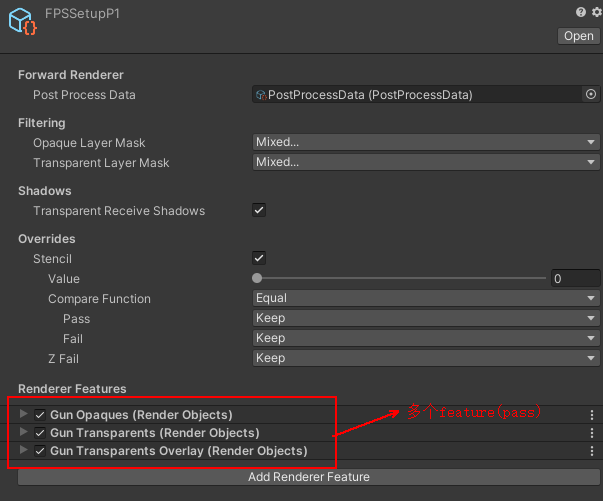 FPSSetupP1
Open
Forward Renderer
Post Process Data PostProcessData (PostProcessData)
Filtering
Opaque Layer Mask Mixed...
Transparent Layer Mask Mixed...
Shadows
Transparent Receive Shadows
Overrides
Stencil
Value 0
Compare Function Equal
Pass Keep
Fail Keep
Z Fail Keep
Renderer Features
Gun Opaques (Render Objects) 多个feature(pass)
Gun Transparents (Render Objects)
Gun Transparents Overlay (Render Objects)
Add Renderer Feature